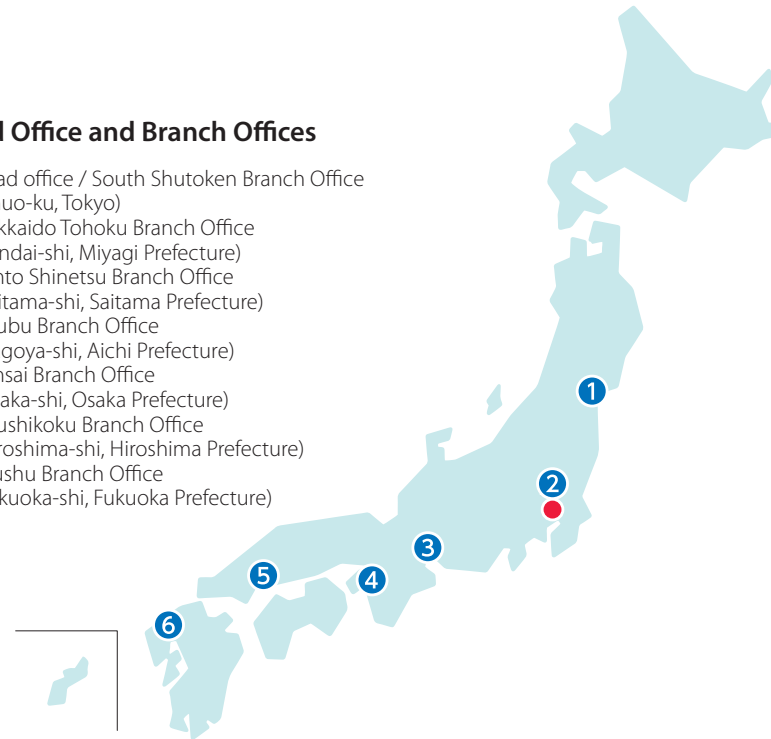 d Office and Branch Offices
ad office / South Shutoken Branch Office
uo-ku, Tokyo)
kkaido Tohoku Branch Office
ndai-shi, Miyagi Prefecture)
nto Shinetsu Branch Office
itama-shi, Saitama Prefecture)
ubu Branch Office
goya-shi, Aichi Prefecture)
nsai Branch Office
aka-shi, Osaka Prefecture)
ushikoku Branch Office
roshima-shi, Hiroshima Prefecture)
ushu Branch Office
kuoka-shi, Fukuoka Prefecture)
1
2
3
4
5
6